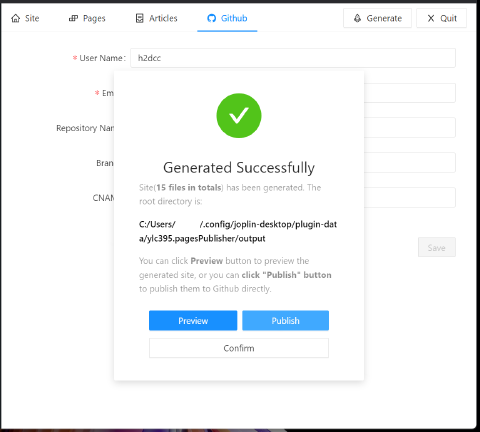 Site Pages Articles Github Generate Quit
* User Name: h2dcc
* Em
Repository Nam
Bran
CNAM
Generated Successfully
Site(15 files in totals) has been generated. The
root directory is:
C:/Users/ /.config/joplin-desktop/plugin-dat
a/ylc395.pagesPublisher/output
You can click Preview button to preview the
generated site, or you can click "Publish" button
to publish them to Github directly.
Save
Preview Publish
Confirm